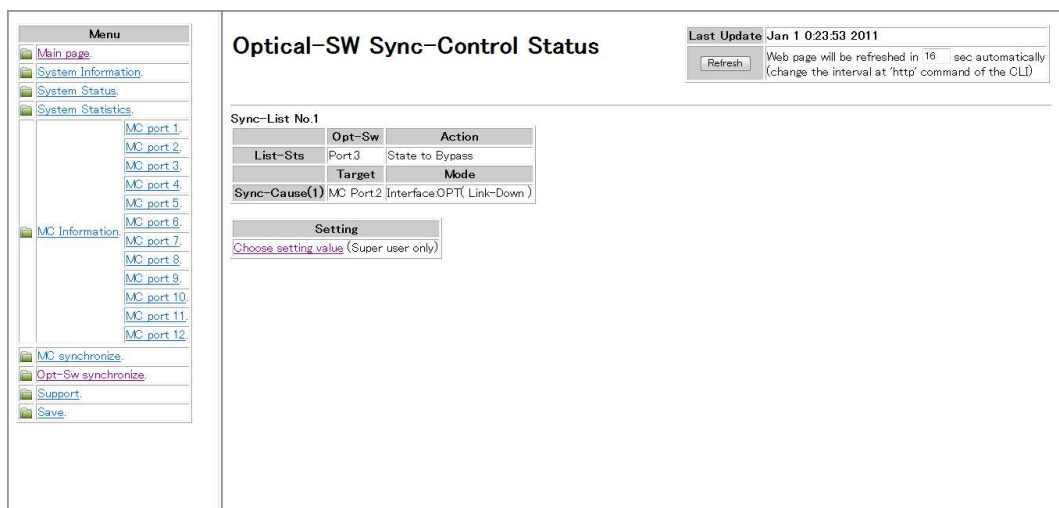 Menu
Main page.
System Information.
System Status.
System Statistics.
MC Information.
MC port 1.
MC port 2.
MC port 3.
MC port 4.
MC port 5.
MC port 6.
MC port 7.
MC port 8.
MC port 9.
MC port 10.
MC port 11.
MC port 12.
MC synchronize.
Opt-Sw synchronize.
Support.
Save.
Optical-SW Sync-Control Status
Last Update Jan 1 0:23:53 2011
Refresh
Web page will be refreshed in 16 sec automatically
(change the interval at 'http' command of the CLI)
Sync-List No.1
Opt-Sw Action
List-Sts Port.3 State to Bypass
Target Mode
Sync-Cause(1) MC Port.2 Interface:OPT( Link-Down )
Setting
Choose setting value (Super user only)